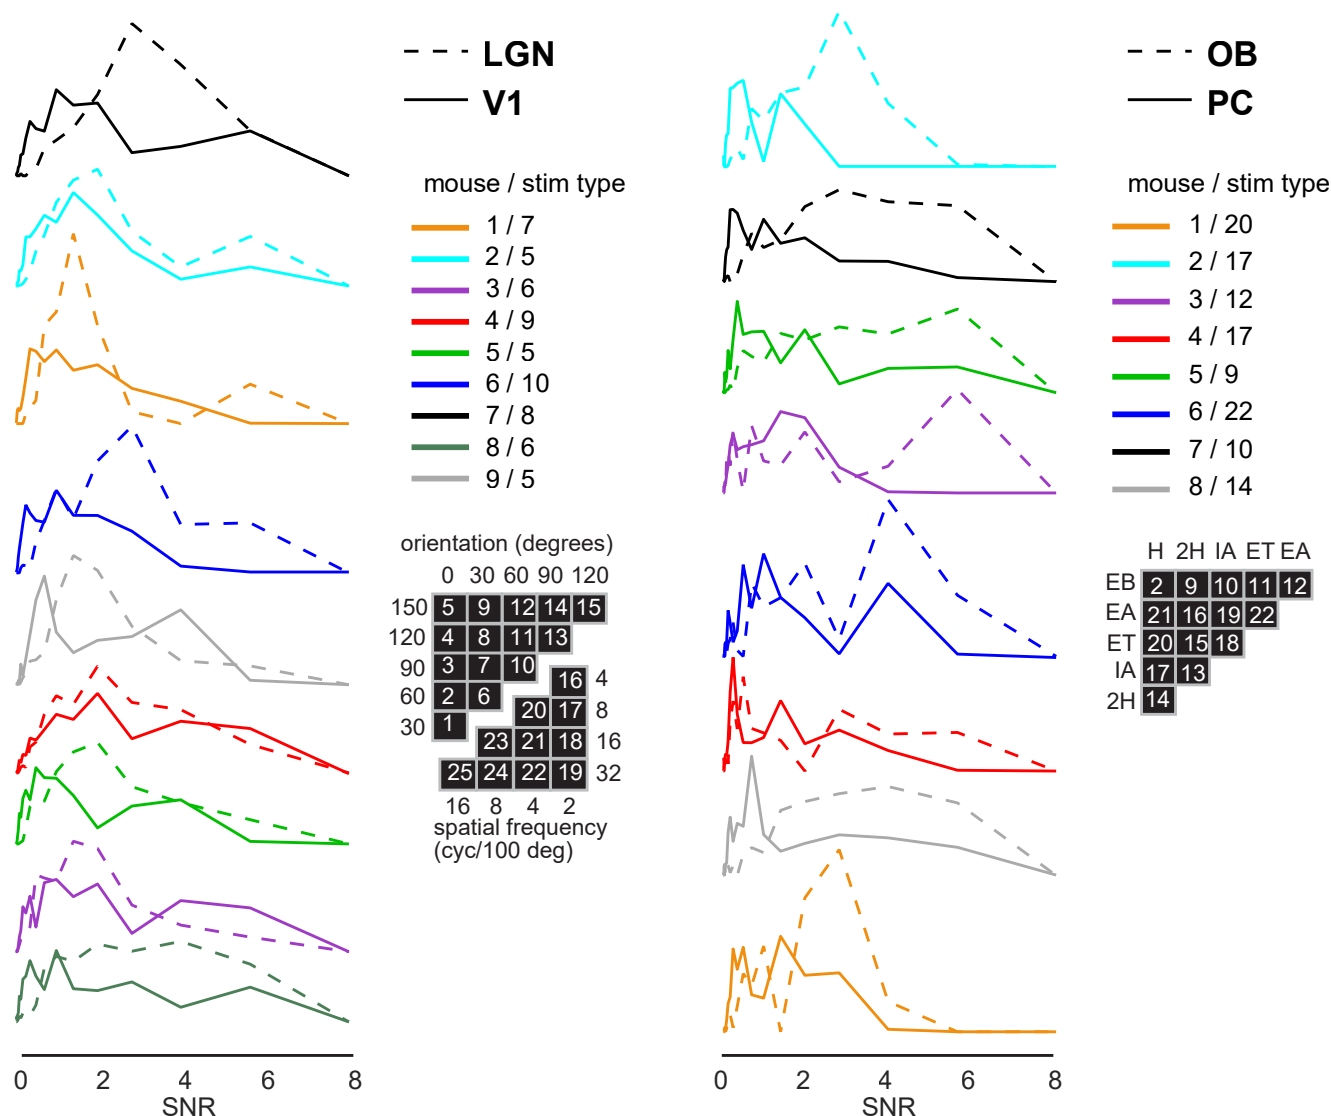 LGN
V1
mouse / stim type
1 / 7
2 / 5
3 / 6
4 / 9
5 / 5
6 / 10
7 / 8
8 / 6
9 / 5
orientation (degrees)
0 30 60 90 120
150 5 9 12 14 15
120 4 8 11 13
90 3 7 10
60 2 6 16 4
30 1 20 17 8
23 21 18 16
25 24 22 19 32
16 8 4 2
spatial frequency
(cyc/100 deg)
0 2 4 6 8
SNR
OB
PC
mouse / stim type
1 / 20
2 / 17
3 / 12
4 / 17
5 / 9
6 / 22
7 / 10
8 / 14
H 2H IA ET EA
EB 2 9 10 11 12
EA 21 16 19 22
ET 20 15 18
IA 17 13
2H 14
0 2 4 6 8
SNR